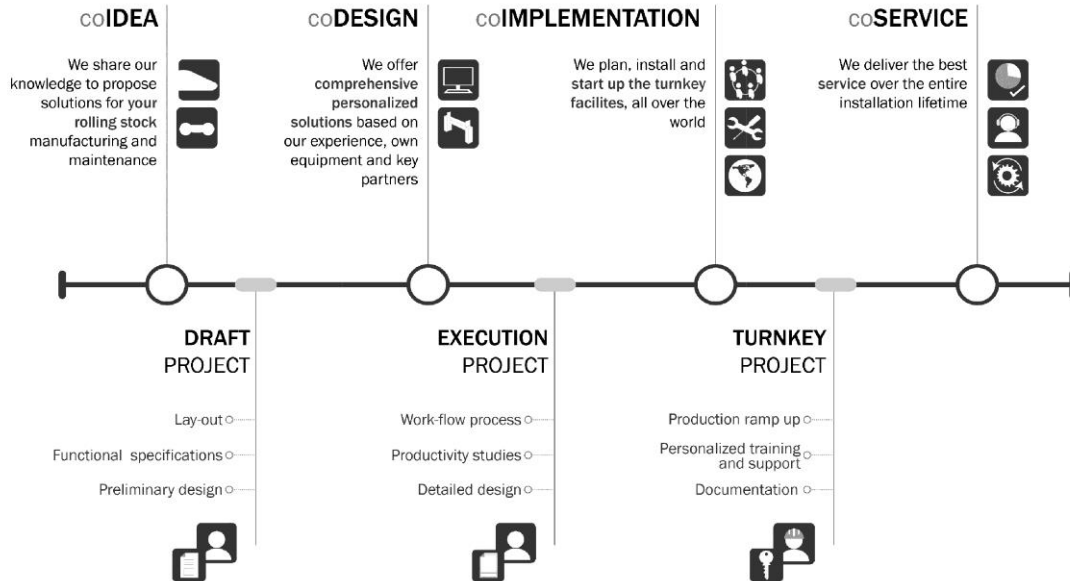 coIDEA
We share our
knowledge to propose
solutions for your
rolling stock
manufacturing and
maintenance
coDESIGN
We offer
comprehensive
personalized
solutions based on
our experience, own
equipment and key
partners
coIMPLEMENTATION
We plan, install and
start up the turnkey
facilites, all over the
world
coSERVICE
We deliver the best
service over the entire
installation lifetime
DRAFT
PROJECT
Lay-out
Functional specifications
Preliminary design
EXECUTION
PROJECT
Work-flow process
Productivity studies
Detailed design
TURNKEY
PROJECT
Production ramp up
Personalized training
and support
Documentation